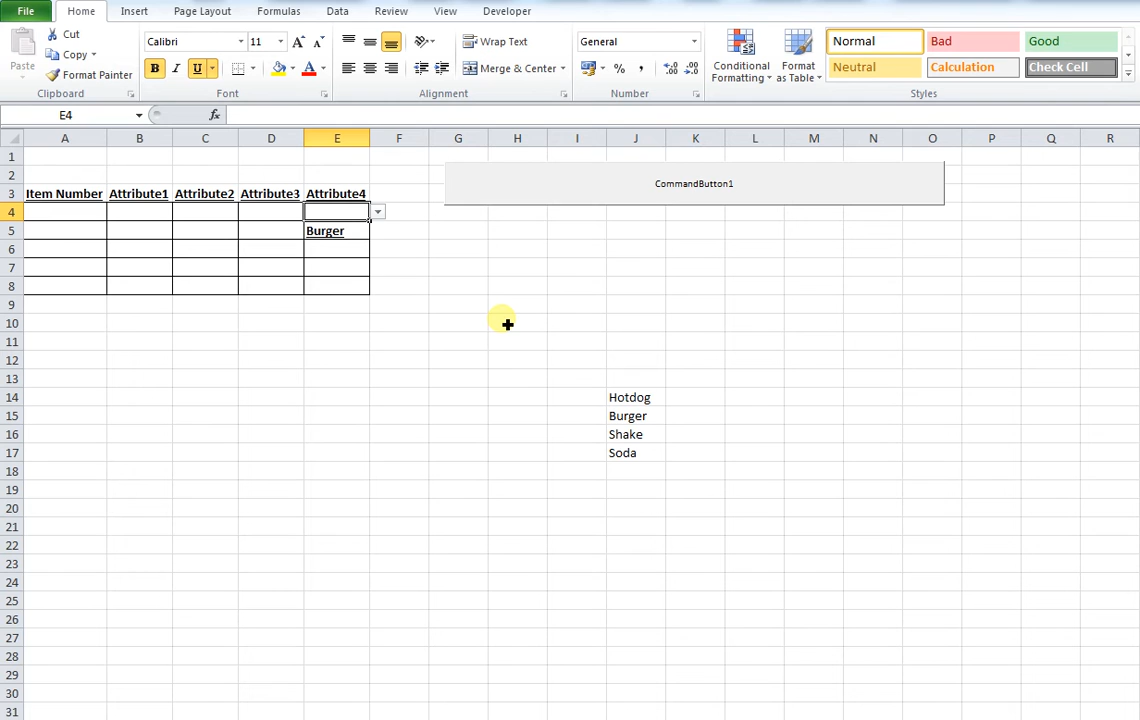 File Home Insert Page Layout Formulas Data Review View Developer
Cut
Copy
Format Painter
Paste
Clipboard
Calibri 11 A A
B I U A
Font
Wrap Text
Merge & Center
Alignment
General
% ,
Number
Conditional Formatting
Format as Table
Normal Bad Good
Neutral Calculation Check Cell
Styles
E4 fx
A B C D E F G H I J K L M N O P Q R
1
2
CommandButton1
3 Item Number Attribute1 Attribute2 Attribute3 Attribute4
4
5 Burger
6
7
8
9
10
11
12
13
14 Hotdog
15 Burger
16 Shake
17 Soda
18
19
20
21
22
23
24
25
26
27
28
29
30
31